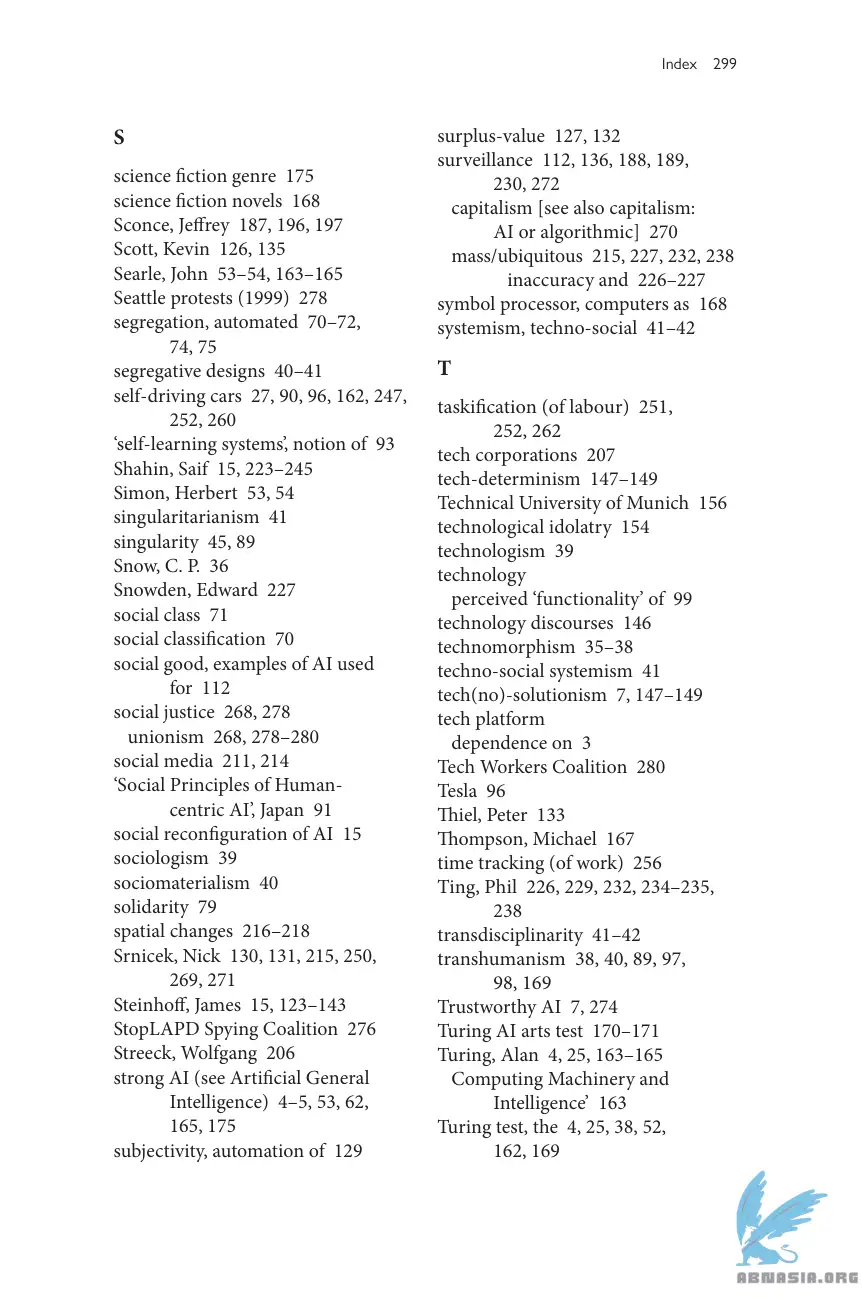 Index 299
S
science fiction genre 175
science fiction novels 168
Sconce, Jeffrey 187, 196, 197
Scott, Kevin 126, 135
Searle, John 53–54, 163–165
Seattle protests (1999) 278
segregation, automated 70–72,
74, 75
segregative designs 40–41
self-driving cars 27, 90, 96, 162, 247,
252, 260
‘self-learning systems’, notion of 93
Shahin, Saif 15, 223–245
Simon, Herbert 53, 54
singularitarianism 41
singularity 45, 89
Snow, C. P. 36
Snowden, Edward 227
social class 71
social classification 70
social good, examples of AI used
for 112
social justice 268, 278
unionism 268, 278–280
social media 211, 214
‘Social Principles of Human-
centric AI’, Japan 91
social reconfiguration of AI 15
sociologism 39
sociomaterialism 40
solidarity 79
spatial changes 216–218
Srnicek, Nick 130, 131, 215, 250,
269, 271
Steinhoff, James 15, 123–143
StopLAPD Spying Coalition 276
Streeck, Wolfgang 206
strong AI (see Artificial General
Intelligence) 4–5, 53, 62,
165, 175
subjectivity, automation of 129
surplus-value 127, 132
surveillance 112, 136, 188, 189,
230, 272
capitalism [see also capitalism:
AI or algorithmic] 270
mass/ubiquitous 215, 227, 232, 238
inaccuracy and 226–227
symbol processor, computers as 168
systemism, techno-social 41–42
T
taskification (of labour) 251,
252, 262
tech corporations 207
tech-determinism 147–149
Technical University of Munich 156
technological idolatry 154
technologism 39
technology
perceived ‘functionality’ of 99
technology discourses 146
technomorphism 35–38
techno-social systemism 41
tech(no)-solutionism 7, 147–149
tech platform
dependence on 3
Tech Workers Coalition 280
Tesla 96
Thiel, Peter 133
Thompson, Michael 167
time tracking (of work) 256
Ting, Phil 226, 229, 232, 234–235,
238
transdisciplinarity 41–42
transhumanism 38, 40, 89, 97,
98, 169
Trustworthy AI 7, 274
Turing AI arts test 170–171
Turing, Alan 4, 25, 163–165
Computing Machinery and
Intelligence’ 163
Turing test, the 4, 25, 38, 52,
162, 169
ABNASIA.ORG